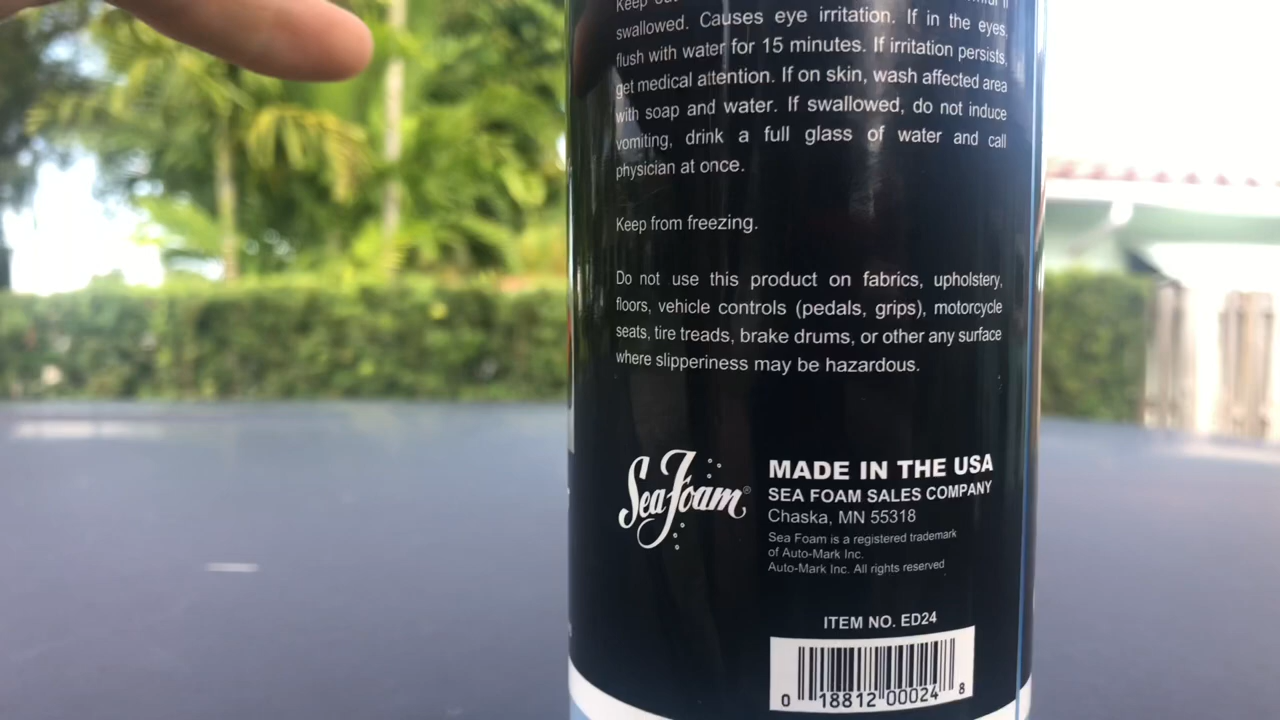 Keep
swallowed. Causes eye irritation. If in the eyes,
flush with water for 15 minutes. If irritation persists,
get medical attention. If on skin, wash affected area
with soap and water. If swallowed, do not induce
vomiting, drink a full glass of water and call
physician at once.
Keep from freezing.
Do not use this product on fabrics, upholstery,
floors, vehicle controls (pedals, grips), motorcycle
seats, tire treads, brake drums, or other any surface
where slipperiness may be hazardous.
Sea Foam®
MADE IN THE USA
SEA FOAM SALES COMPANY
Chaska, MN 55318
Sea Foam is a registered trademark
of Auto-Mark Inc.
Auto-Mark Inc. All rights reserved
ITEM NO. ED24
0 18812 00024 8